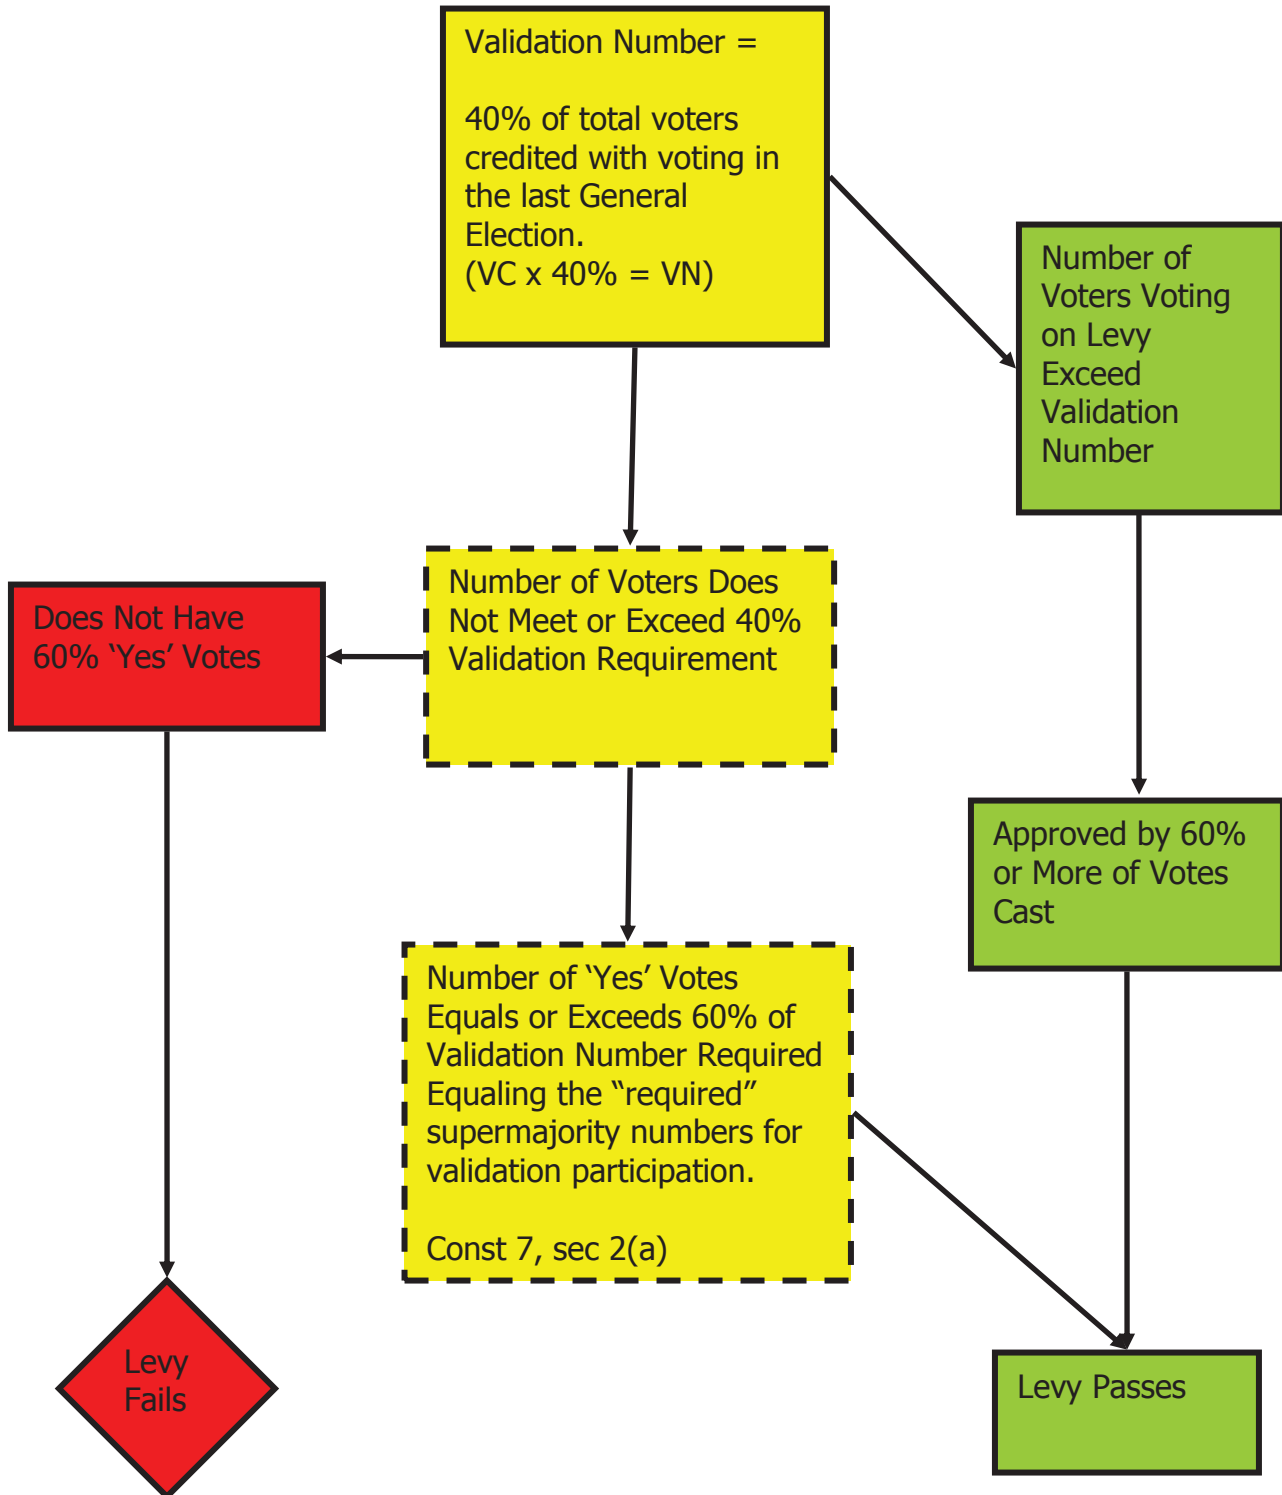 Validation Number =
40% of total voters
credited with voting in
the last General
Election.
(VC x 40% = VN)
Number of
Voters Voting
on Levy
Exceed
Validation
Number
Number of Voters Does
Not Meet or Exceed 40%
Validation Requirement
Does Not Have
60% ‘Yes’ Votes
Approved by 60%
or More of Votes
Cast
Number of ‘Yes’ Votes
Equals or Exceeds 60% of
Validation Number Required
Equaling the “required”
supermajority numbers for
validation participation.
Const 7, sec 2(a)
Levy
Fails
Levy Passes